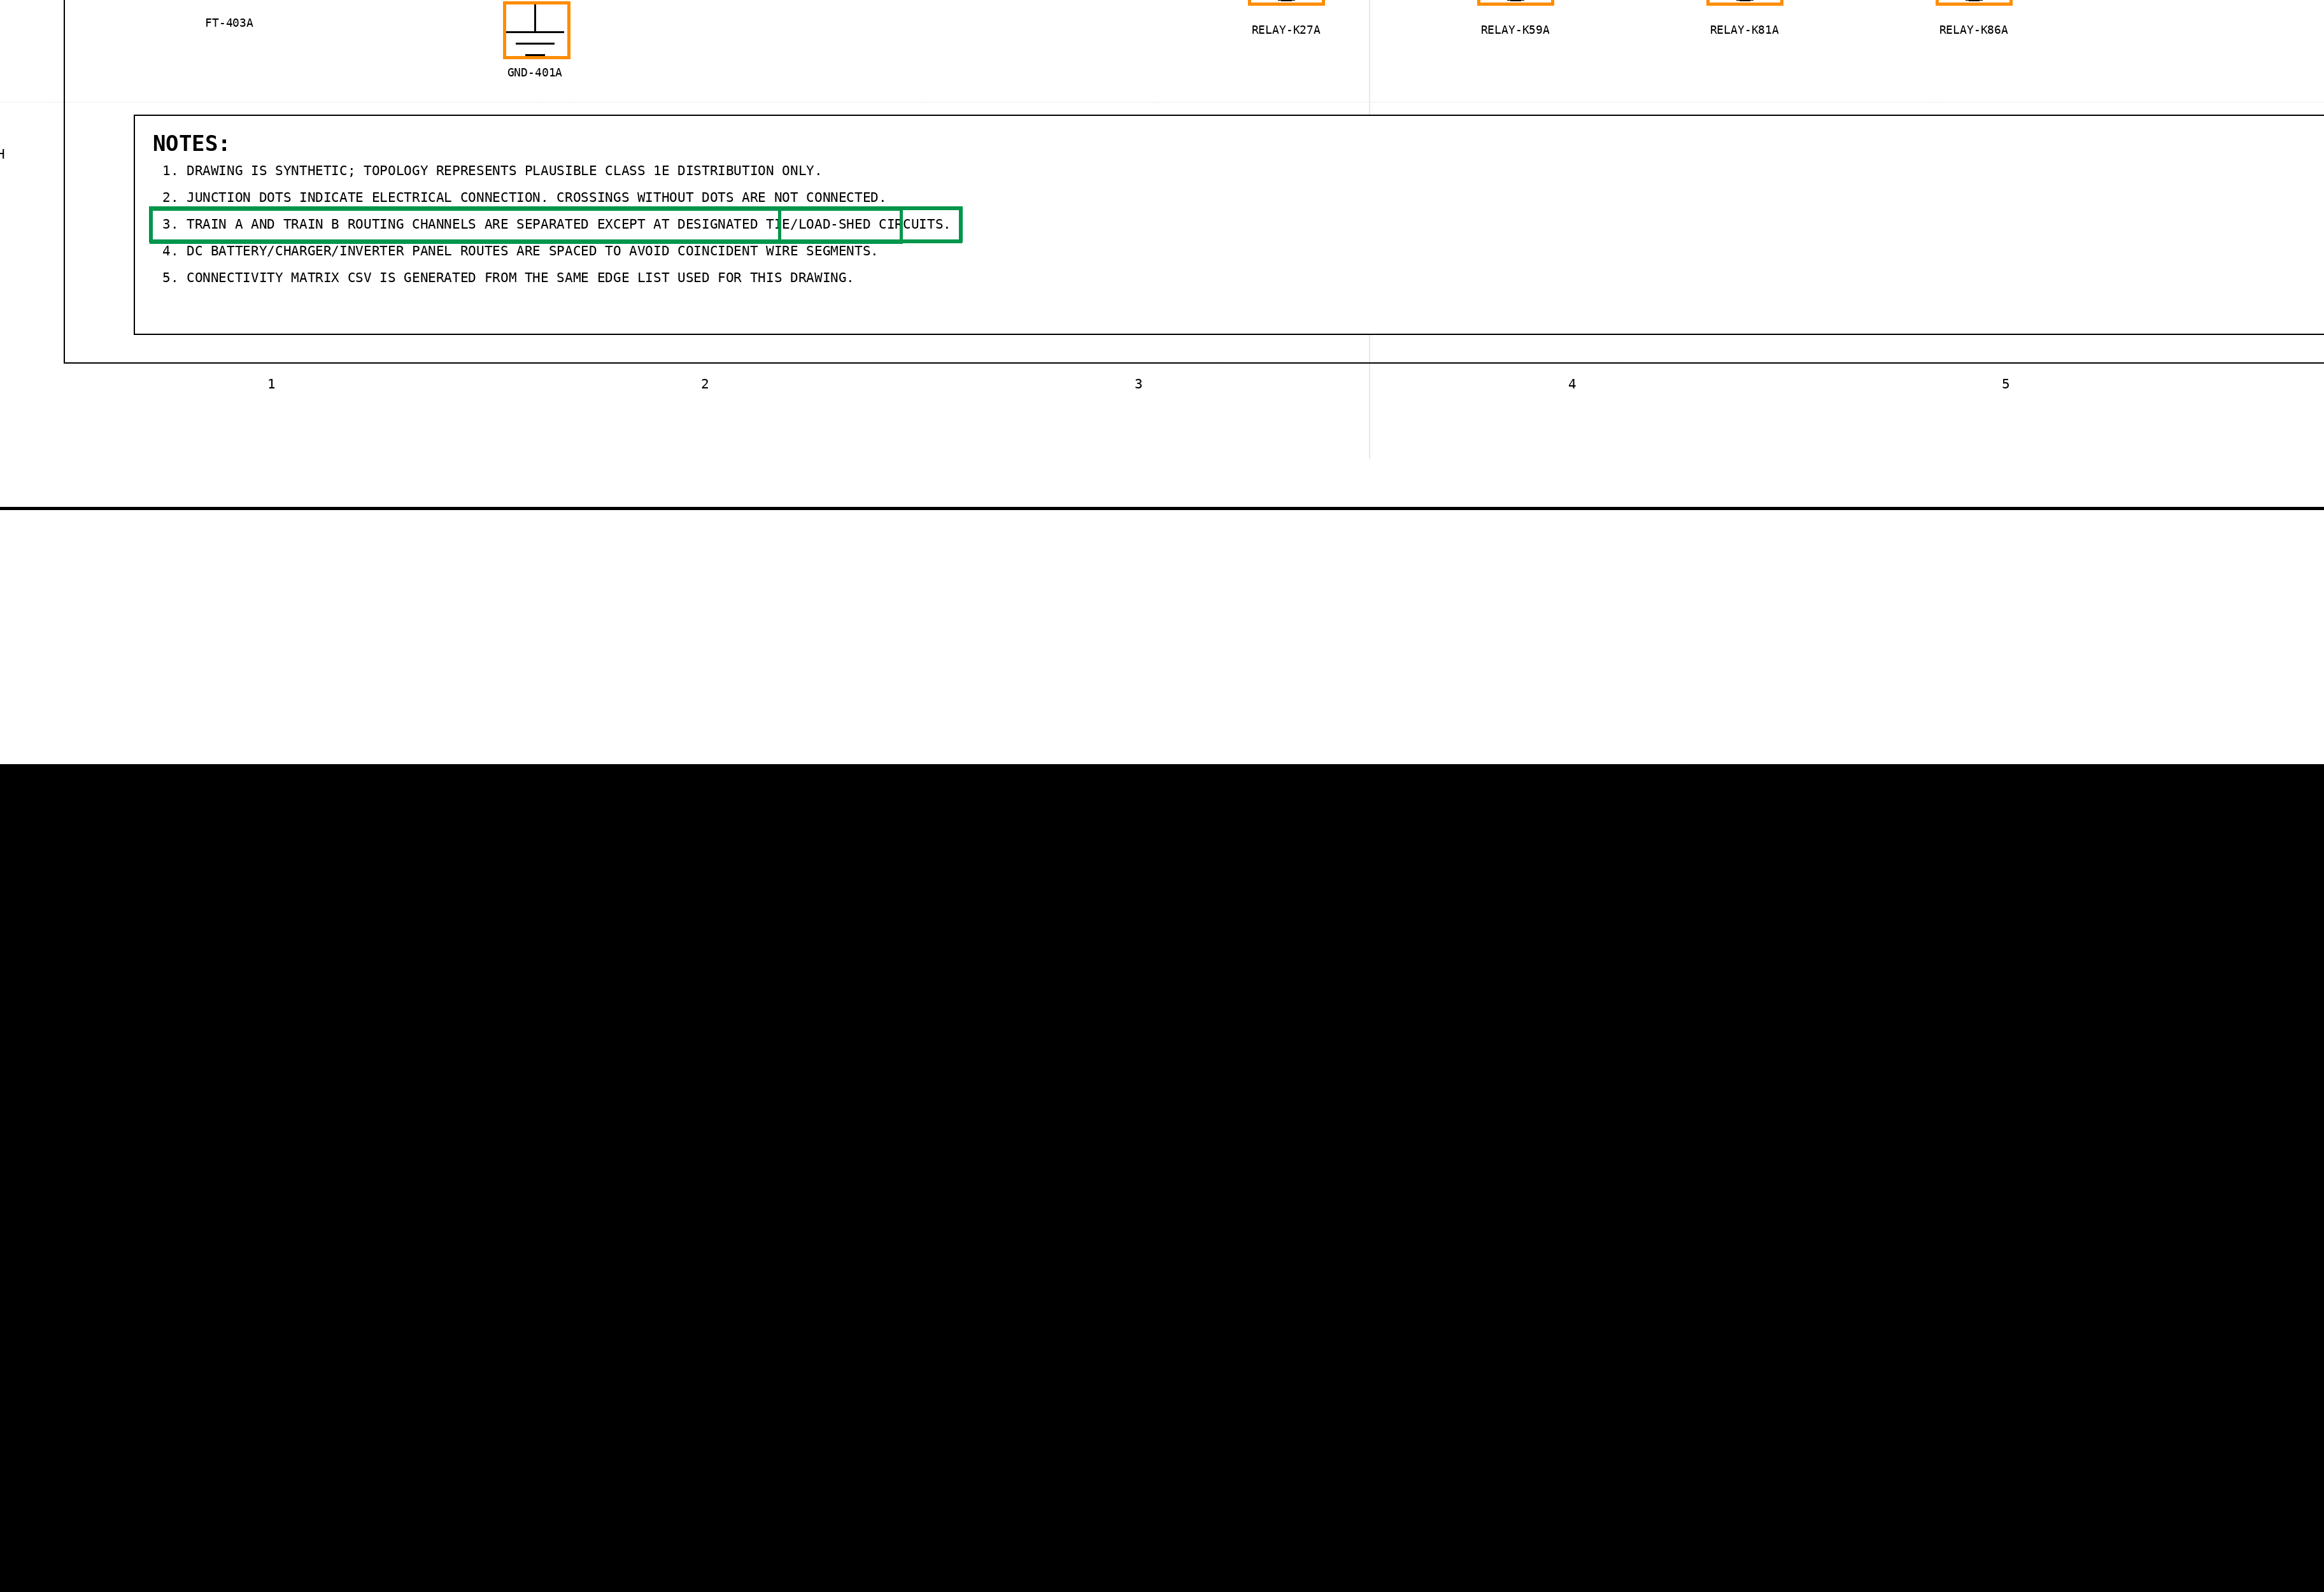 FT-403A
GND-401A
RELAY-K27A
RELAY-K59A
RELAY-K81A
RELAY-K86A
H
NOTES:
1. DRAWING IS SYNTHETIC; TOPOLOGY REPRESENTS PLAUSIBLE CLASS 1E DISTRIBUTION ONLY.
2. JUNCTION DOTS INDICATE ELECTRICAL CONNECTION. CROSSINGS WITHOUT DOTS ARE NOT CONNECTED.
3. TRAIN A AND TRAIN B ROUTING CHANNELS ARE SEPARATED EXCEPT AT DESIGNATED TIE/LOAD-SHED CIRCUITS.
4. DC BATTERY/CHARGER/INVERTER PANEL ROUTES ARE SPACED TO AVOID COINCIDENT WIRE SEGMENTS.
5. CONNECTIVITY MATRIX CSV IS GENERATED FROM THE SAME EDGE LIST USED FOR THIS DRAWING.
1 2 3 4 5